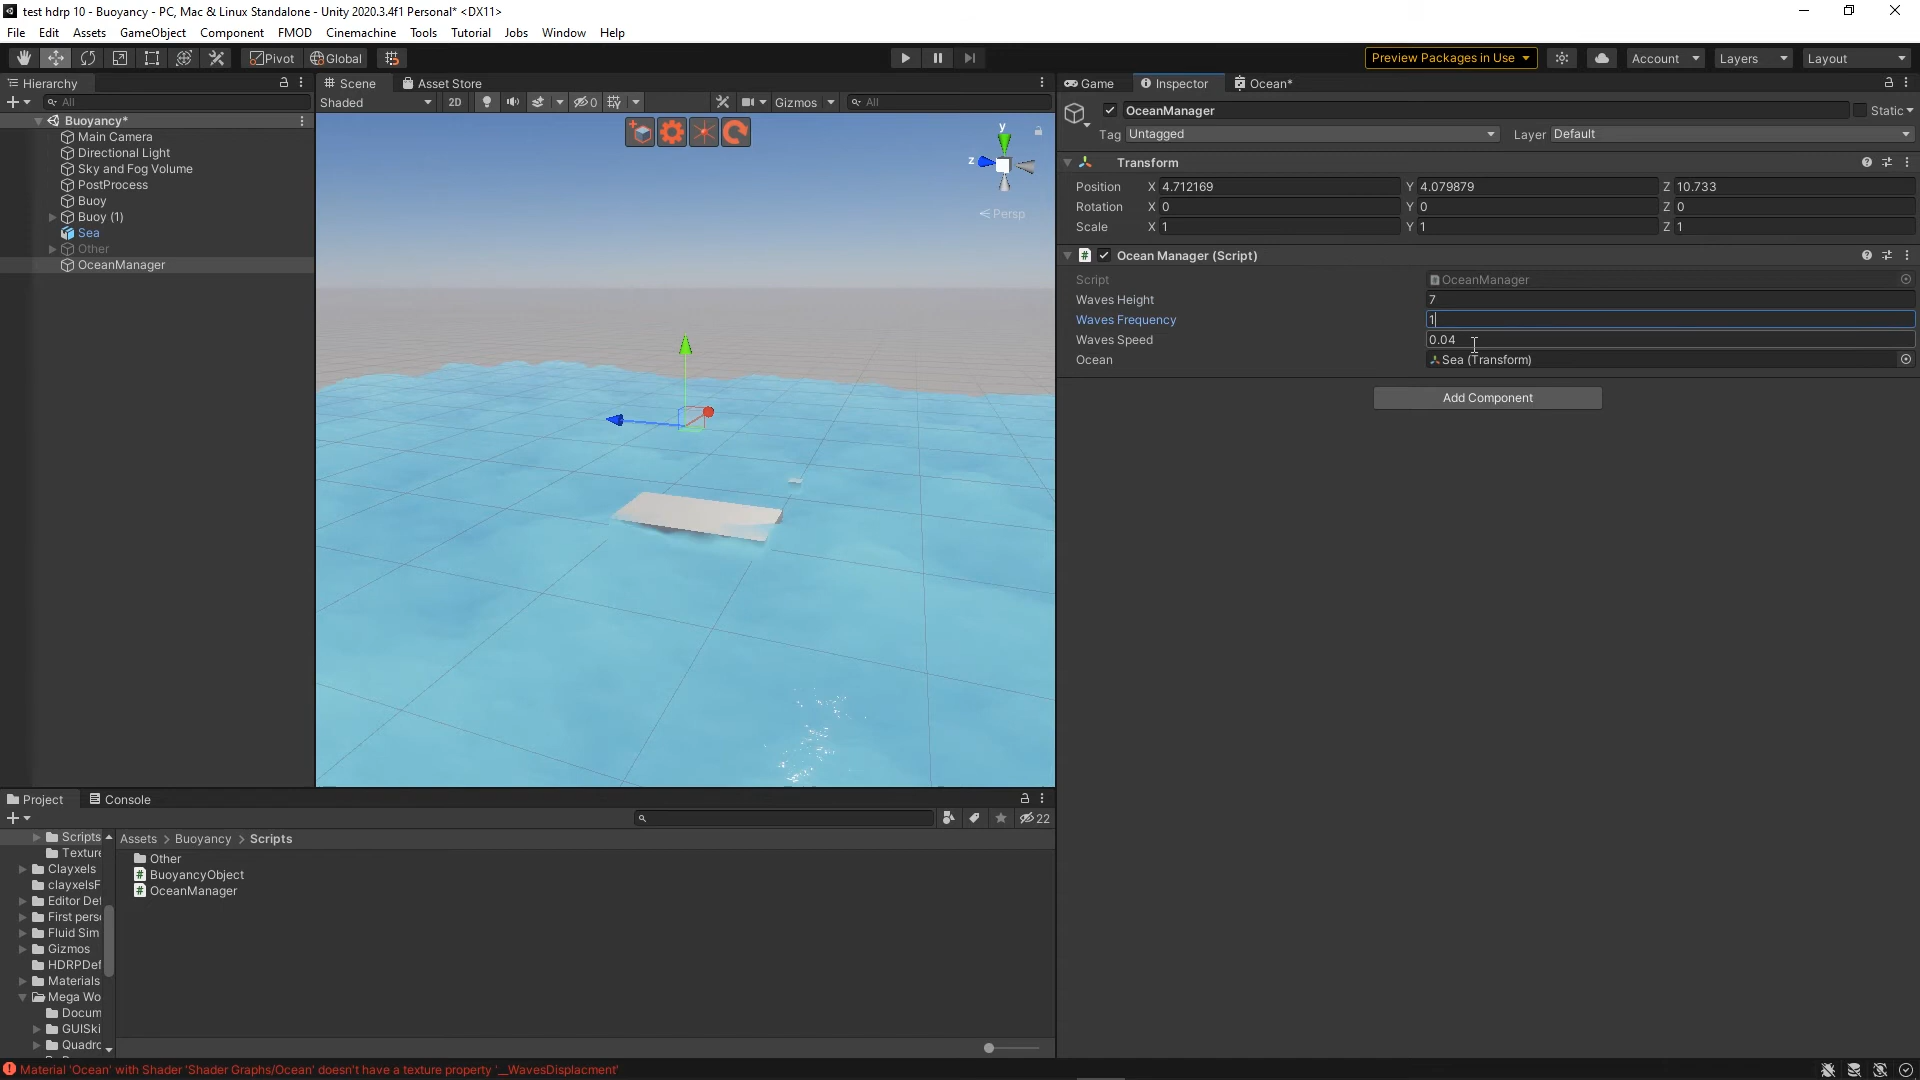 test hdrp 10 - Buoyancy - PC, Mac & Linux Standalone - Unity 2020.3.4f1 Personal* <DX11>
File Edit Assets GameObject Component FMOD Cinemachine Tools Tutorial Jobs Window Help
Pivot Global Preview Packages in Use Account Layers Layout
Hierarchy
All
Buoyancy*
Main Camera
Directional Light
Sky and Fog Volume
PostProcess
Buoy
Buoy (1)
Sea
Other
OceanManager
Scene Asset Store
Shaded 2D 0 Gizmos All
y
z
Persp
Game Inspector Ocean*
OceanManager Static
Tag Untagged Layer Default
Transform
Position X 4.712169 Y 4.079879 Z 10.733
Rotation X 0 Y 0 Z 0
Scale X 1 Y 1 Z 1
# Ocean Manager (Script)
Script OceanManager
Waves Height 7
Waves Frequency 1
Waves Speed 0.04
Ocean Sea (Transform)
Add Component
Project Console
22
Scripts
Texture
Clayxels
clayxelsF
Editor Def
First perso
Fluid Sim
Gizmos
HDRPDef
Materials
Mega Wo
Docum
GUISki
Quadro
Assets > Buoyancy > Scripts
Other
# BuoyancyObject
# OceanManager
Material 'Ocean' with Shader 'Shader Graphs/Ocean' doesn't have a texture property '__WavesDisplacment'